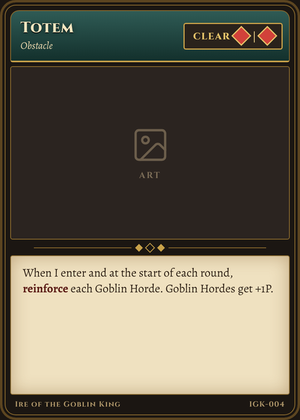 Totem
Obstacle
CLEAR |
ART
When I enter and at the start of each round,
reinforce each Goblin Horde. Goblin Hordes get +1P.
Ire of the Goblin King
IGK-004